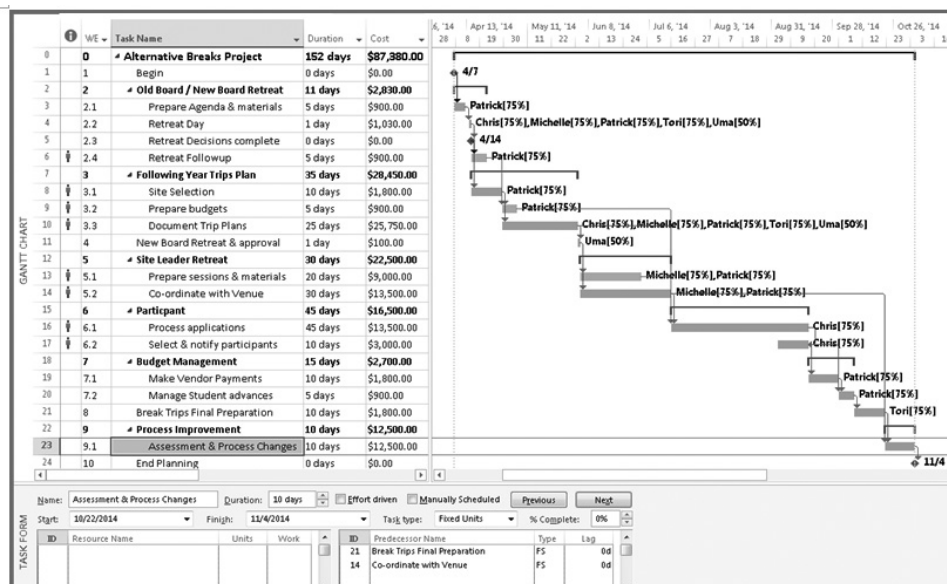 6, '14 Apr 13, '14 May 11, '14 Jun 8, '14 Jul 6, '14 Aug 3, '14 Aug 31, '14 Sep 28, '14 Oct 26, '14
WE Task Name Duration Cost 28 8 19 30 11 22 2 13 24 5 16 27 7 18 29 9 20 1 12 23 3 1
0 0 Alternative Breaks Project 152 days $87,380.00
1 1 Begin 0 days $0.00 4/7
2 2 Old Board / New Board Retreat 11 days $2,830.00
3 2.1 Prepare Agenda & materials 5 days $900.00 Patrick[75%]
4 2.2 Retreat Day 1 day $1,030.00 Chris[75%],Michelle[75%],Patrick[75%],Tori[75%],Uma[50%]
5 2.3 Retreat Decisions complete 0 days $0.00 4/14
6 2.4 Retreat Followup 5 days $900.00 Patrick[75%]
7 3 Following Year Trips Plan 35 days $28,450.00
8 3.1 Site Selection 10 days $1,800.00 Patrick[75%]
9 3.2 Prepare budgets 5 days $900.00 Patrick[75%]
10 3.3 Document Trip Plans 25 days $25,750.00 Chris[75%],Michelle[75%],Patrick[75%],Tori[75%],Uma[50%]
11 4 New Board Retreat & approval 1 day $100.00 Uma[50%]
12 5 Site Leader Retreat 30 days $22,500.00
13 5.1 Prepare sessions & materials 20 days $9,000.00 Michelle[75%],Patrick[75%]
14 5.2 Co-ordinate with Venue 30 days $13,500.00 Michelle[75%],Patrick[75%]
15 6 Particpant 45 days $16,500.00
16 6.1 Process applications 45 days $13,500.00 Chris[75%]
17 6.2 Select & notify participants 10 days $3,000.00 Chris[75%]
18 7 Budget Management 15 days $2,700.00
19 7.1 Make Vendor Payments 10 days $1,800.00 Patrick[75%]
20 7.2 Manage Student advances 5 days $900.00 Patrick[75%]
21 8 Break Trips Final Preparation 10 days $1,800.00 Tori[75%]
22 9 Process Improvement 10 days $12,500.00
23 9.1 Assessment & Process Changes 10 days $12,500.00
24 10 End Planning 0 days $0.00 11/4
GANTT CHART
Name: Assessment & Process Changes Duration: 10 days Effort driven Manually Scheduled Previous Next
Start: 10/22/2014 Finish: 11/4/2014 Task type: Fixed Units % Complete: 0%
ID Resource Name Units Work ID Predecessor Name Type Lag
21 Break Trips Final Preparation FS 0d
14 Co-ordinate with Venue FS 0d
TASK FORM